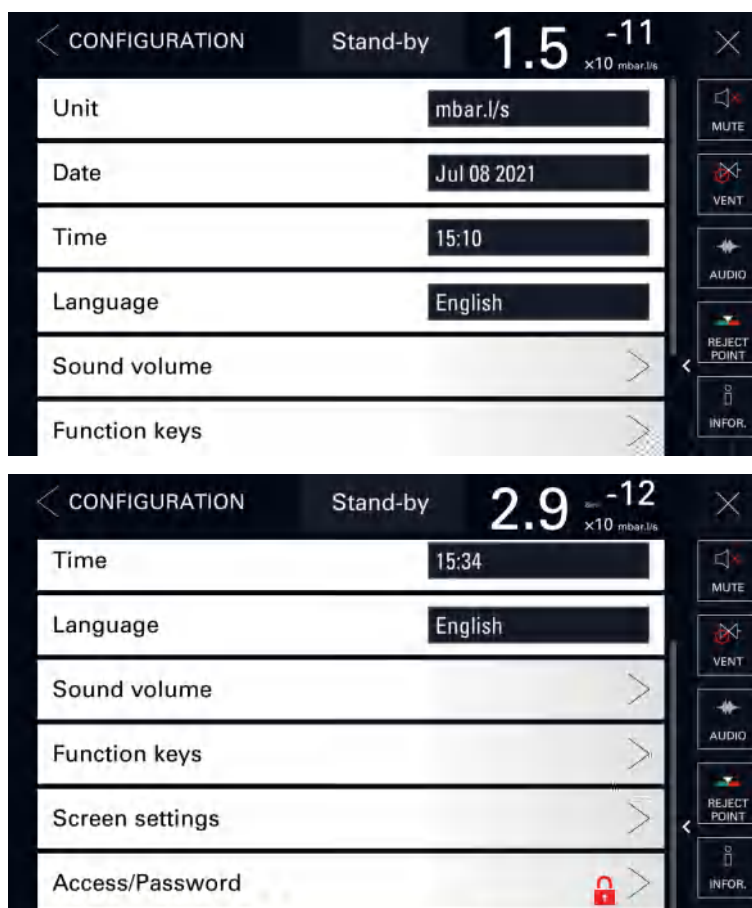 CONFIGURATION Stand-by 1.5 x10 -11 mbar.l/s
Unit mbar.l/s
MUTE
Date Jul 08 2021
VENT
Time 15:10
AUDIO
Language English
REJECT
POINT
Sound volume
Function keys
INFOR.
CONFIGURATION Stand-by 2.9 x10 -12 mbar.l/s
Time 15:34
MUTE
Language English
VENT
Sound volume
AUDIO
Function keys
REJECT
POINT
Screen settings
Access/Password
INFOR.